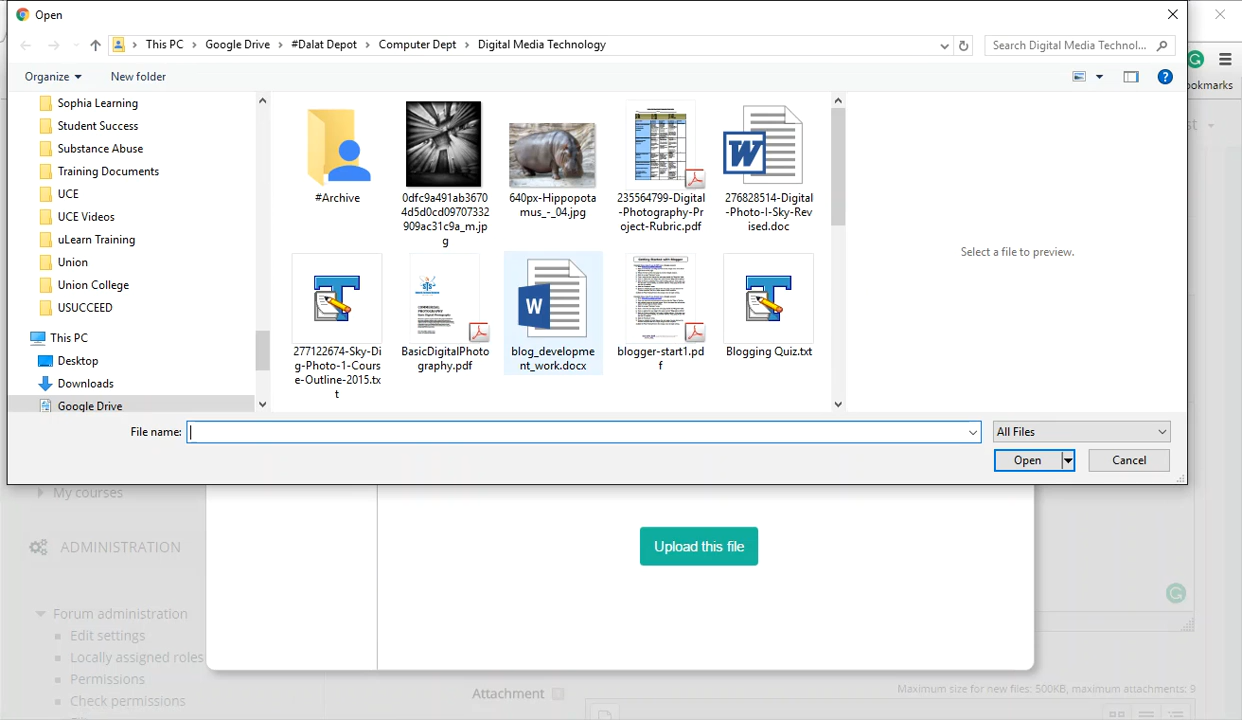 Open
This PC > Google Drive > #Dalat Depot > Computer Dept > Digital Media Technology
Search Digital Media Technol...
Organize
New folder
ookmarks
Sophia Learning
Student Success
Substance Abuse
Training Documents
UCE
UCE Videos
uLearn Training
Union
Union College
USUCCEED
This PC
Desktop
Downloads
Google Drive
#Archive
0dfc9a491ab3670
4d5d0cd09707332
909ac31c9a_m.jp
g
640px-Hippopota
mus_-_04.jpg
235564799-Digital
-Photography-Pr
oject-Rubric.pdf
276828514-Digital
-Photo-I-Sky-Rev
ised.doc
277122674-Sky-Di
g-Photo-1-Cours
e-Outline-2015.tx
t
BasicDigitalPhoto
graphy.pdf
blog_developme
nt_work.docx
blogger-start1.pd
f
Blogging Quiz.txt
Select a file to preview.
File name:
All Files
Open
Cancel
My courses
ADMINISTRATION
Upload this file
Forum administration
Edit settings
Locally assigned roles
Permissions
Check permissions
Attachment
Maximum size for new files: 500KB, maximum attachments: 9